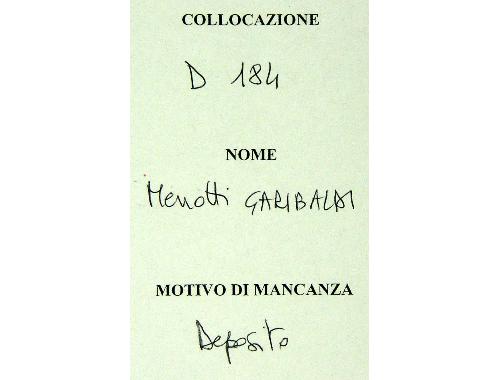 COLLOCAZIONE
D 184
NOME
Menotti GARIBALDI
MOTIVO DI MANCANZA
Deposito